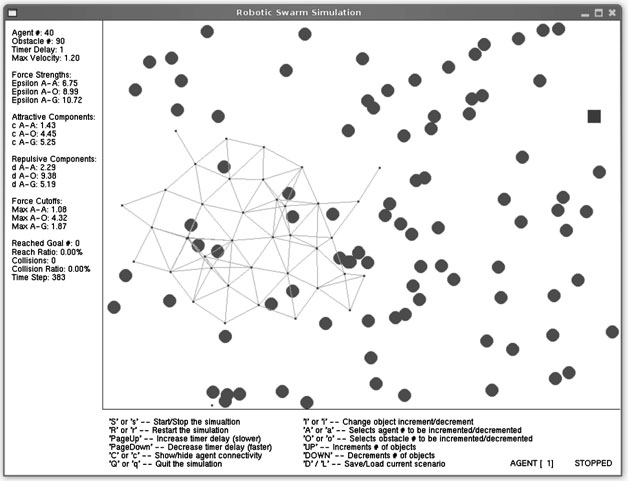 Robotic Swarm Simulation
Agent #: 40
Obstacle #: 90
Timer Delay: 1
Max Velocity: 1.20
Force Strengths:
Epsilon A-A: 6.75
Epsilon A-O: 8.99
Epsilon A-G: 10.72
Attractive Components:
c A-A: 1.43
c A-O: 4.45
c A-G: 5.25
Repulsive Components:
d A-A: 2.29
d A-O: 9.38
d A-G: 5.19
Force Cutoffs:
Max A-A: 1.08
Max A-O: 4.32
Max A-G: 1.87
Reached Goal #: 0
Reach Ratio: 0.00%
Collisions: 0
Collision Ratio: 0.00%
Time Step: 383
'S' or 's' -- Start/Stop the simualtion
'R' or 'r' -- Restart the simulation
'PageUp' -- Increase timer delay (slower)
'PageDown' -- Decrease timer delay (faster)
'C' or 'c' -- Show/hide agent connectivity
'Q' or 'q' -- Quit the simulation
'I' or 'i' -- Change object increment/decrement
'A' or 'a' -- Selects agent # to be incremented/decremented
'O' or 'o' -- Selects obstacle # to be incremented/decremented
'UP' -- Increments # of objects
'DOWN' -- Decrements # of objects
'D' / 'L' -- Save/Load current scenario
AGENT [ 1] STOPPED